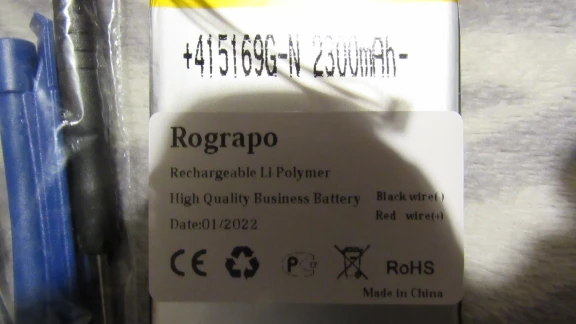 +415169G-N 2300mAh-
Rograpo
Rechargeable Li Polymer
High Quality Business Battery
Black wire(-)
Red wire(+)
Date:01/2022
CE
RoHS
Made in China